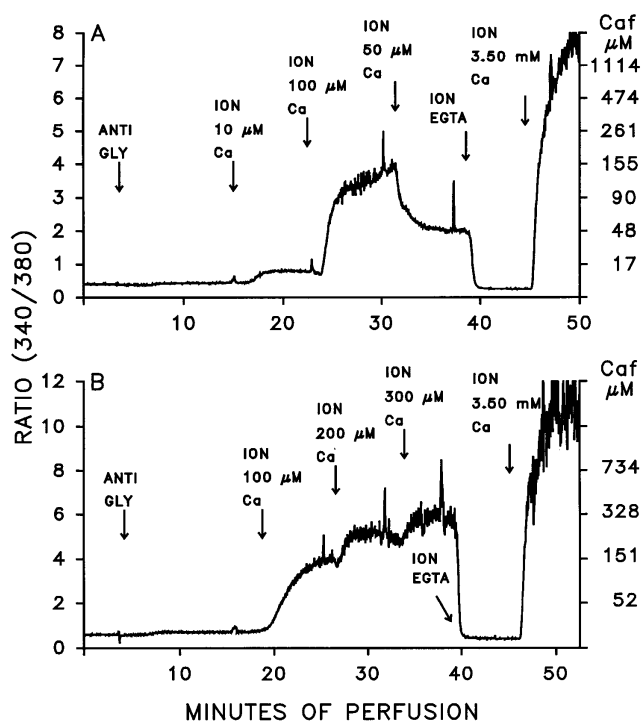 A
Caf
μM
ANTI
GLY
ION
10 μM
Ca
ION
100 μM
Ca
ION
50 μM
Ca
ION
EGTA
ION
3.50 mM
Ca
8
7
6
5
4
3
2
1
0
1114
474
261
155
90
48
17
10
20
30
40
50
RATIO (340/380)
B
Caf
μM
ANTI
GLY
ION
100 μM
Ca
ION
200 μM
Ca
ION
300 μM
Ca
ION
EGTA
ION
3.50 mM
Ca
12
10
8
6
4
2
0
734
328
151
52
10
20
30
40
50
MINUTES OF PERFUSION